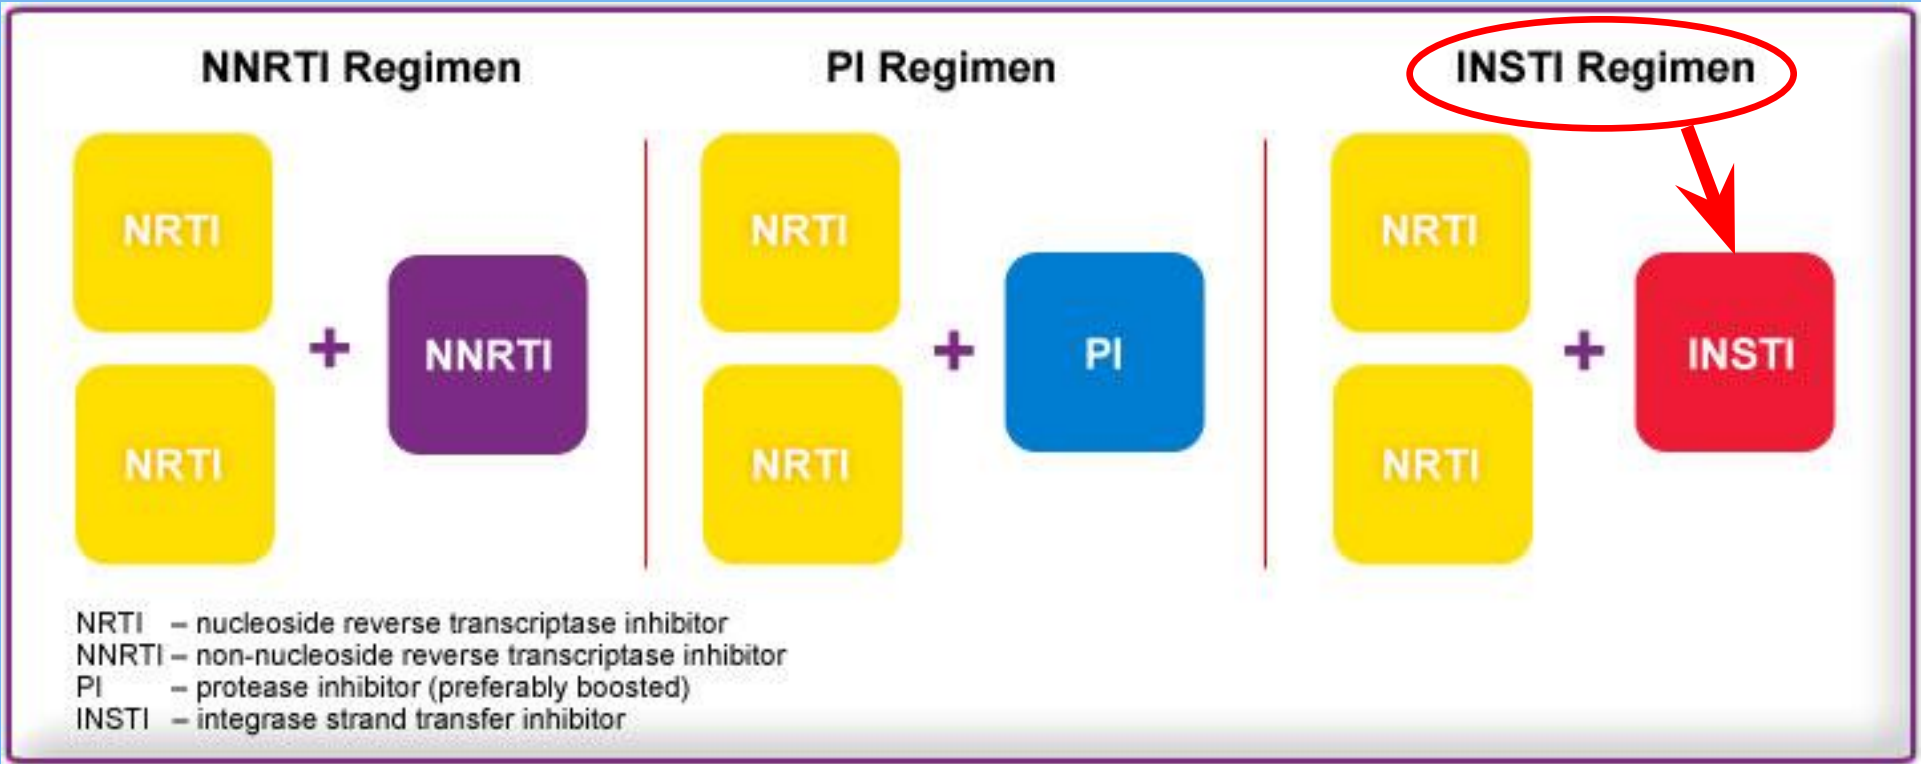 NNRTI Regimen
NRTI
NRTI
+
NNRTI
PI Regimen
NRTI
NRTI
+
PI
INSTI Regimen
NRTI
NRTI
+
INSTI
NRTI – nucleoside reverse transcriptase inhibitor
NNRTI – non-nucleoside reverse transcriptase inhibitor
PI – protease inhibitor (preferably boosted)
INSTI – integrase strand transfer inhibitor